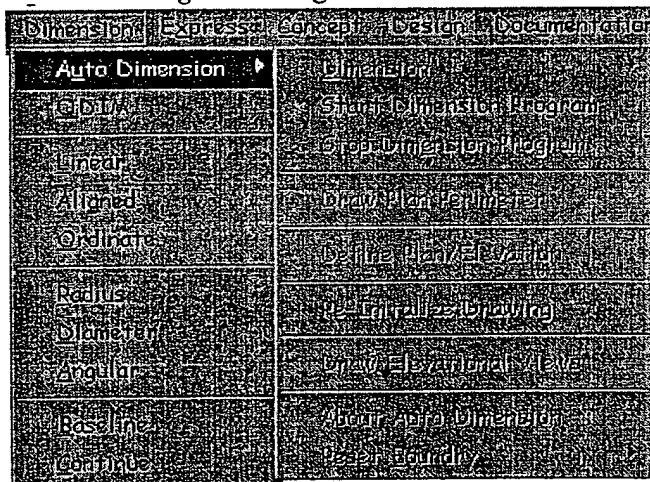 Dimension Express Concept Design Documentation
Auto Dimension
QDIM
Linear
Aligned
Ordinate
Radius
Diameter
Angular
Baseline
Continue
Dimension
Start Dimension Program
Stop Dimension Program
Draw Plan Perimeter
Define Plan/Elevation
Re-Initialize Drawing
Draw Elevational Views
About Auto Dimension